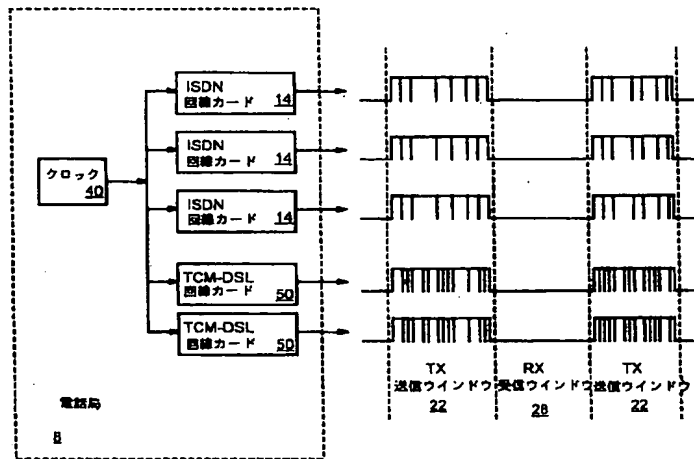 ISDN
回線カード 14
ISDN
回線カード 14
クロック
40
ISDN
回線カード 14
TCM-DSL
回線カード 50
TCM-DSL
回線カード 50
電話局
8
TX
送信ウインドウ
22
RX
受信ウインドウ
28
TX
送信ウインドウ
22